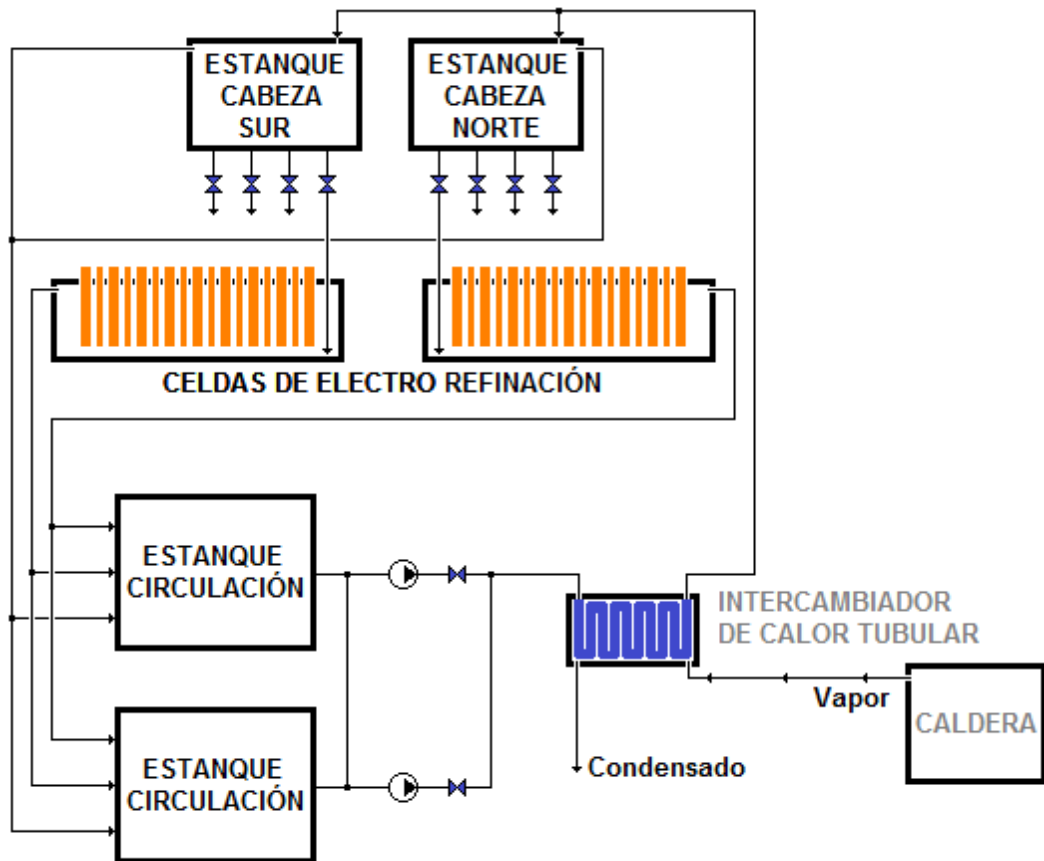 ESTANQUE
CABEZA
SUR
ESTANQUE
CABEZA
NORTE
CELDAS DE ELECTRO REFINACIÓN
ESTANQUE
CIRCULACIÓN
INTERCAMBIADOR
DE CALOR TUBULAR
Vapor
CALDERA
ESTANQUE
CIRCULACIÓN
Condensado